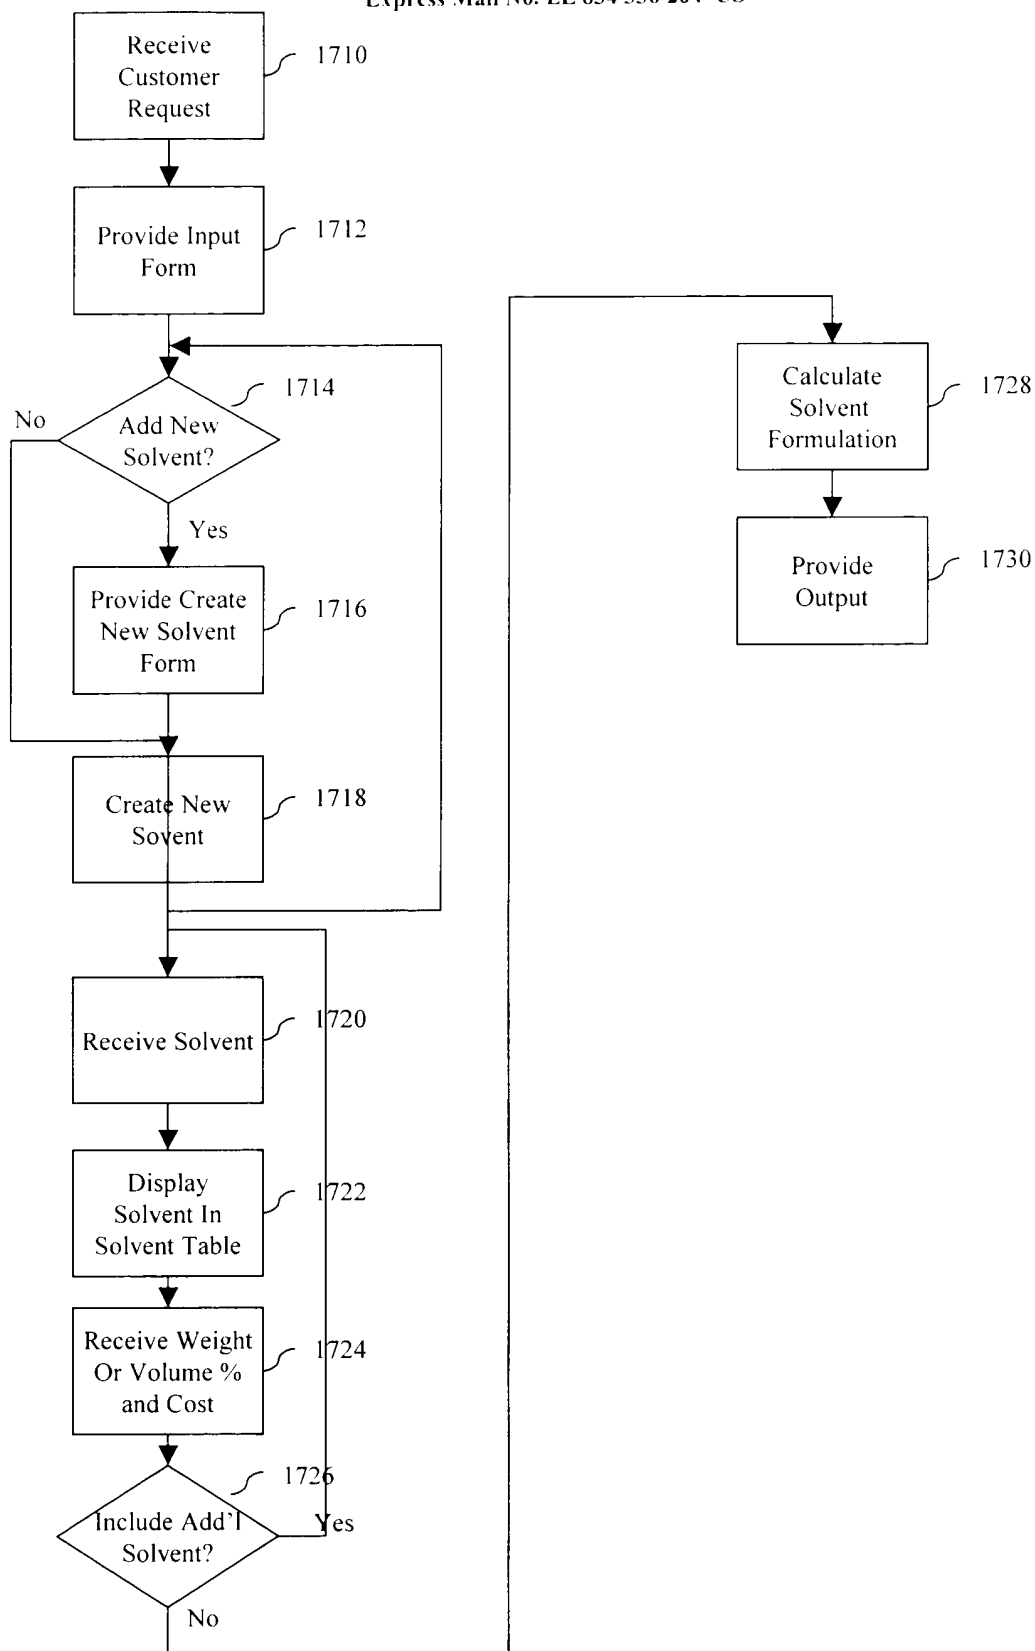 Receive
Customer
Request
1710
Provide Input
Form
1712
1714
No
Add New
Solvent?
Yes
Provide Create
New Solvent
Form
1716
Create New
Sovent
1718
Receive Solvent
1720
Display
Solvent In
Solvent Table
1722
Receive Weight
Or Volume %
and Cost
1724
1726
Include Add'l
Solvent?
Yes
No
Calculate
Solvent
Formulation
1728
Provide
Output
1730